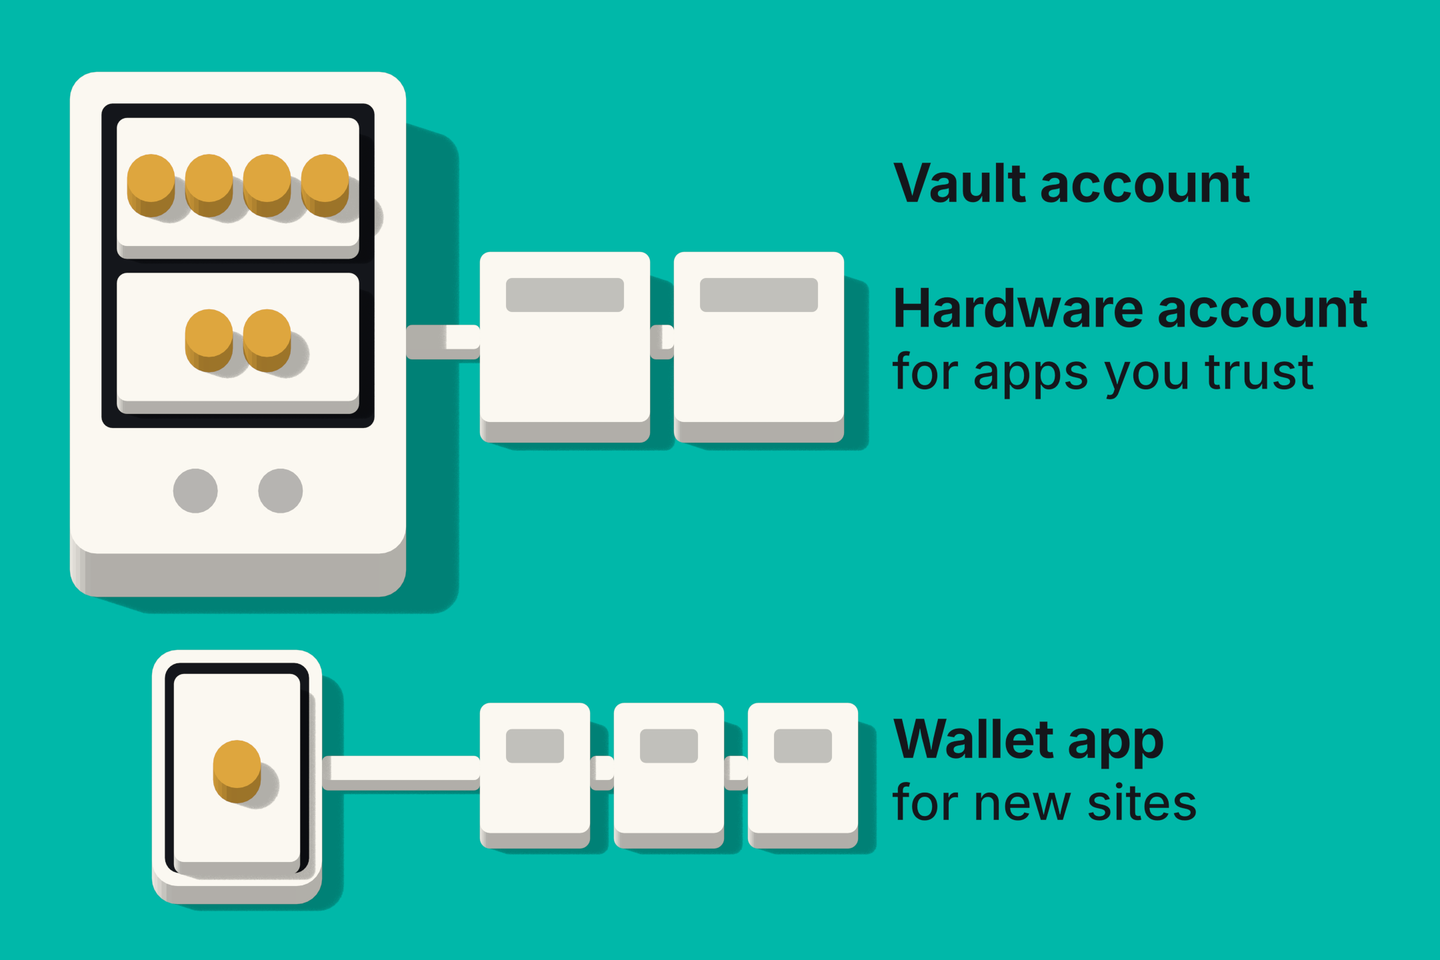 Vault account
Hardware account
for apps you trust
Wallet app
for new sites